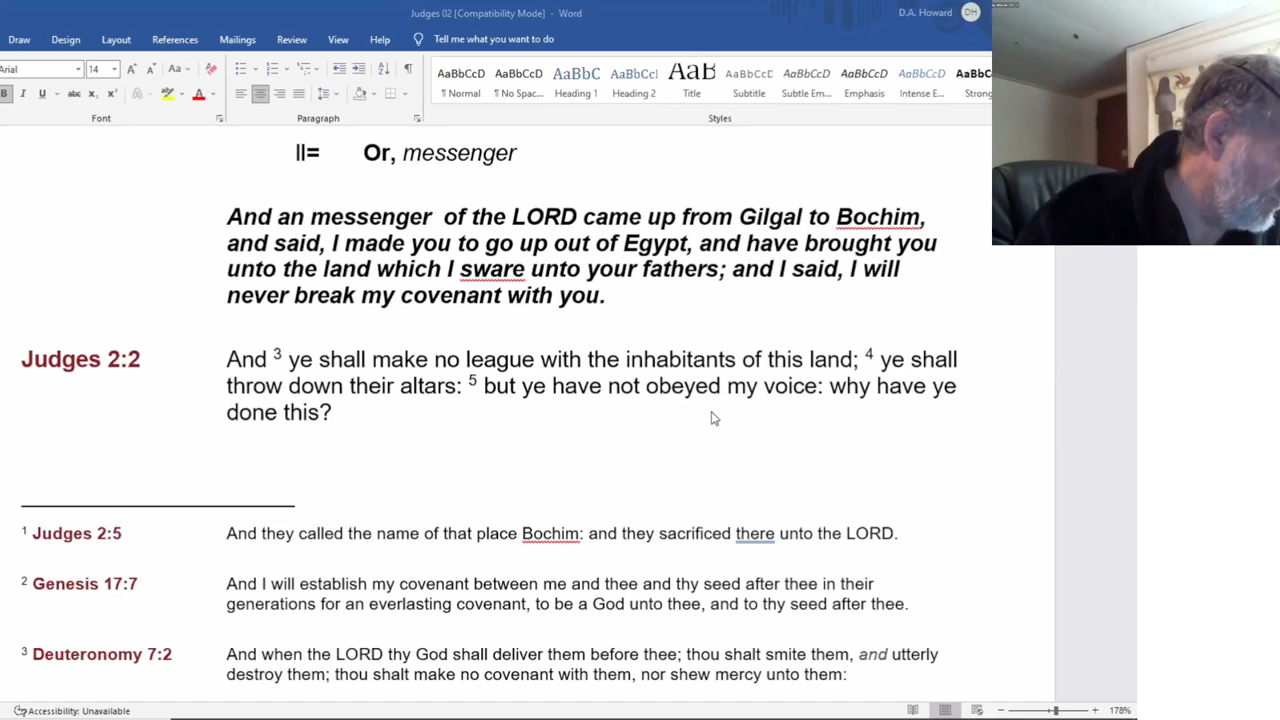 Judges 02 [Compatibility Mode] - Word
D.A. Howard DH
Draw Design Layout References Mailings Review View Help Tell me what you want to do
Arial 14 A A Aa
B I U abc x₂ x² A A
AaBbCcD AaBbCcD AaBbC AaBbCcI AaB AaBbCcD AaBbCcD AaBbCcD AaBbCcD AaBbCc
¶ Normal ¶ No Spac... Heading 1 Heading 2 Title Subtitle Subtle Em... Emphasis Intense E... Strong
Font Paragraph Styles
||= Or, messenger
And an messenger of the LORD came up from Gilgal to Bochim,
and said, I made you to go up out of Egypt, and have brought you
unto the land which I sware unto your fathers; and I said, I will
never break my covenant with you.
Judges 2:2 And 3 ye shall make no league with the inhabitants of this land; 4 ye shall
throw down their altars: 5 but ye have not obeyed my voice: why have ye
done this?
1 Judges 2:5 And they called the name of that place Bochim: and they sacrificed there unto the LORD.
2 Genesis 17:7 And I will establish my covenant between me and thee and thy seed after thee in their
generations for an everlasting covenant, to be a God unto thee, and to thy seed after thee.
3 Deuteronomy 7:2 And when the LORD thy God shall deliver them before thee; thou shalt smite them, and utterly
destroy them; thou shalt make no covenant with them, nor shew mercy unto them:
Accessibility: Unavailable 178%